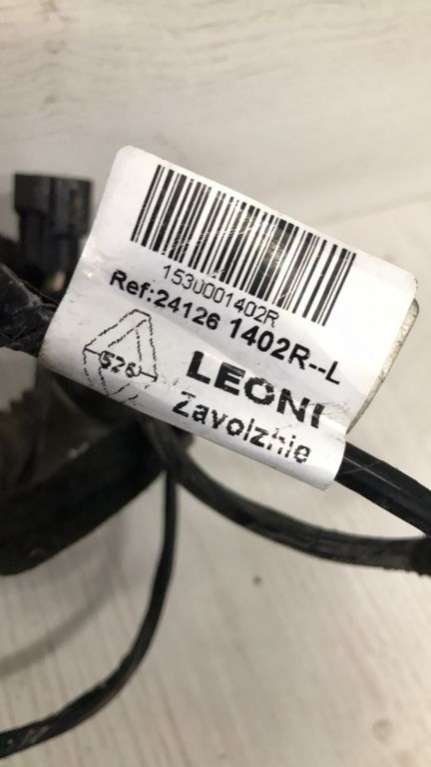 1530001402R
Ref:24126 1402R--L
526
LEONI
Zavolzhie